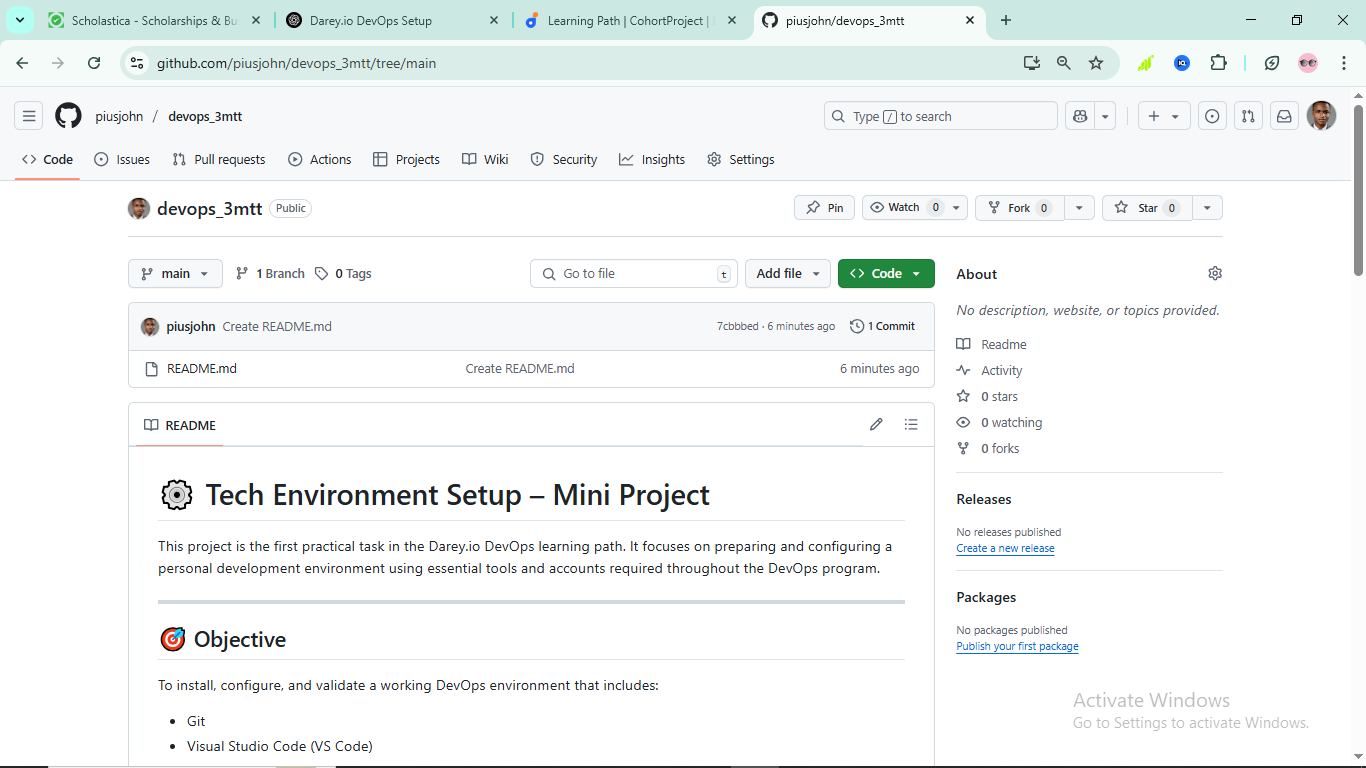 Scholastica - Scholarships & Bu
Darey.io DevOps Setup
Learning Path | CohortProject |
piusjohn/devops_3mtt
github.com/piusjohn/devops_3mtt/tree/main
piusjohn / devops_3mtt
Type / to search
Code Issues Pull requests Actions Projects Wiki Security Insights Settings
devops_3mtt Public
Pin Watch 0 Fork 0 Star 0
main 1 Branch 0 Tags
Go to file t Add file Code
piusjohn Create README.md 7cbbbed · 6 minutes ago 1 Commit
README.md Create README.md 6 minutes ago
README
Tech Environment Setup – Mini Project
This project is the first practical task in the Darey.io DevOps learning path. It focuses on preparing and configuring a
personal development environment using essential tools and accounts required throughout the DevOps program.
Objective
To install, configure, and validate a working DevOps environment that includes:
• Git
• Visual Studio Code (VS Code)
About
No description, website, or topics provided.
Readme
Activity
0 stars
0 watching
0 forks
Releases
No releases published
Create a new release
Packages
No packages published
Publish your first package
Activate Windows
Go to Settings to activate Windows.